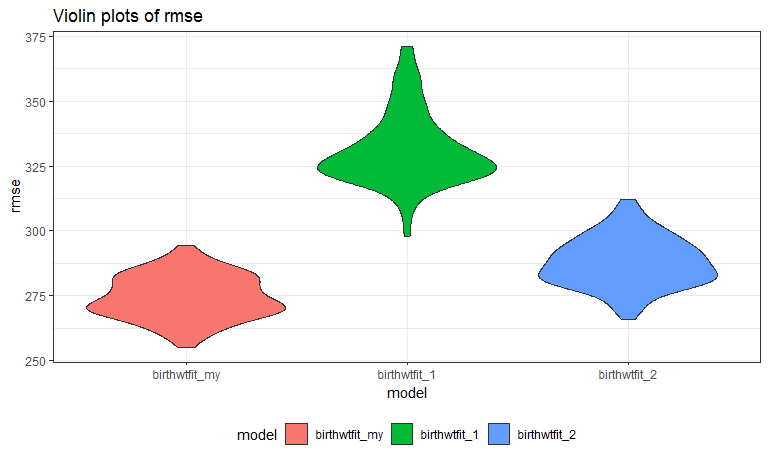 Violin plots of rmse
375
350
325
300
275
250
rmse
birthwtfit_my birthwtfit_1 birthwtfit_2
model
model birthwtfit_my birthwtfit_1 birthwtfit_2